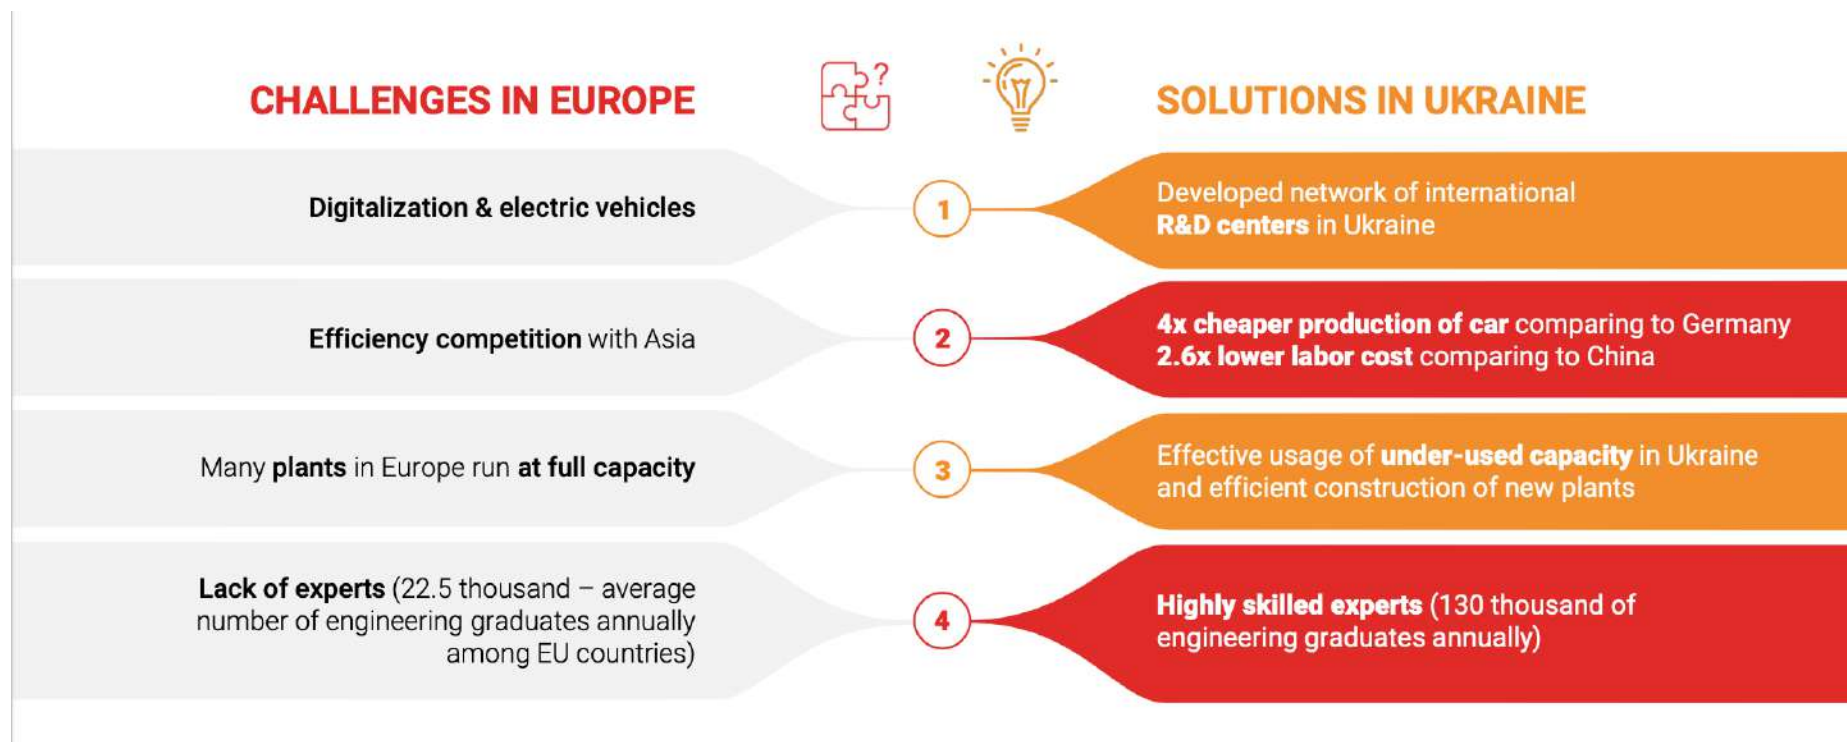 CHALLENGES IN EUROPE
?
SOLUTIONS IN UKRAINE
Digitalization & electric vehicles
1
Developed network of international
R&D centers in Ukraine
Efficiency competition with Asia
2
4x cheaper production of car comparing to Germany
2.6x lower labor cost comparing to China
Many plants in Europe run at full capacity
3
Effective usage of under-used capacity in Ukraine
and efficient construction of new plants
Lack of experts (22.5 thousand – average
number of engineering graduates annually
among EU countries)
4
Highly skilled experts (130 thousand of
engineering graduates annually)